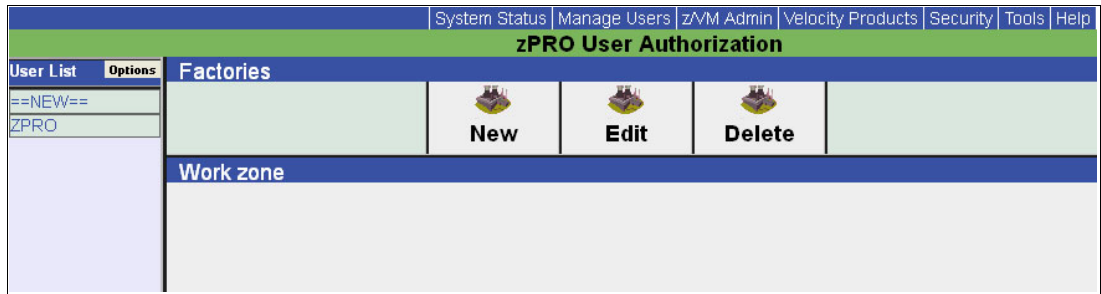 System Status Manage Users z/VM Admin Velocity Products Security Tools Help
zPRO User Authorization
User List Options
Factories
==NEW==
ZPRO
New Edit Delete
Work zone